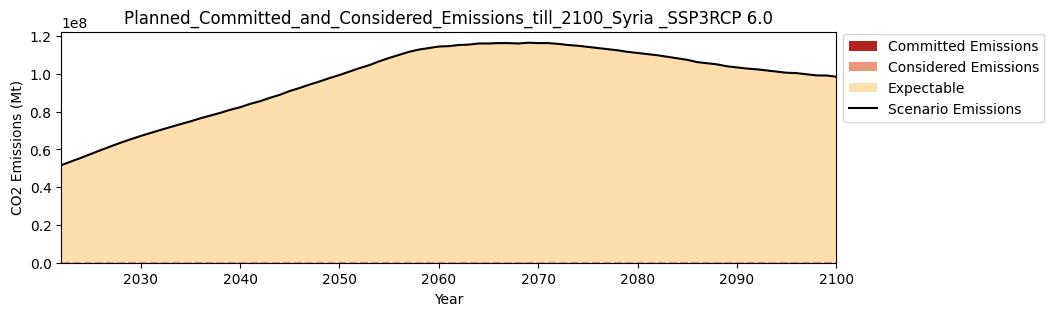 Planned_Committed_and_Considered_Emissions_till_2100_Syria _SSP3RCP 6.0
1e8
1.2
1.0
0.8
0.6
0.4
0.2
0.0
CO2 Emissions (Mt)
2030 2040 2050 2060 2070 2080 2090 2100
Year
Committed Emissions
Considered Emissions
Expectable
Scenario Emissions